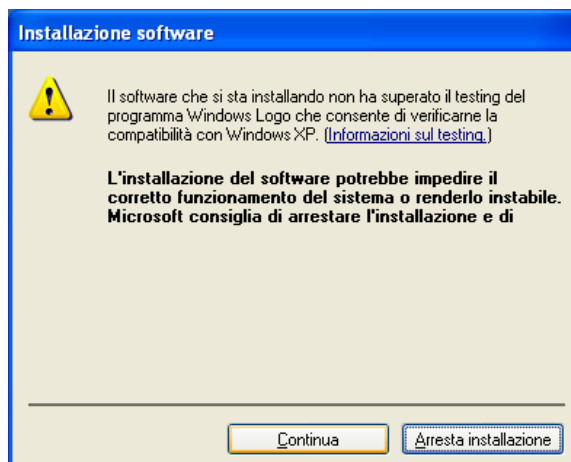 Installazione software
Il software che si sta installando non ha superato il testing del
programma Windows Logo che consente di verificarne la
compatibilità con Windows XP. (Informazioni sul testing.)
L'installazione del software potrebbe impedire il
corretto funzionamento del sistema o renderlo instabile.
Microsoft consiglia di arrestare l'installazione e di
Continua
Arresta installazione